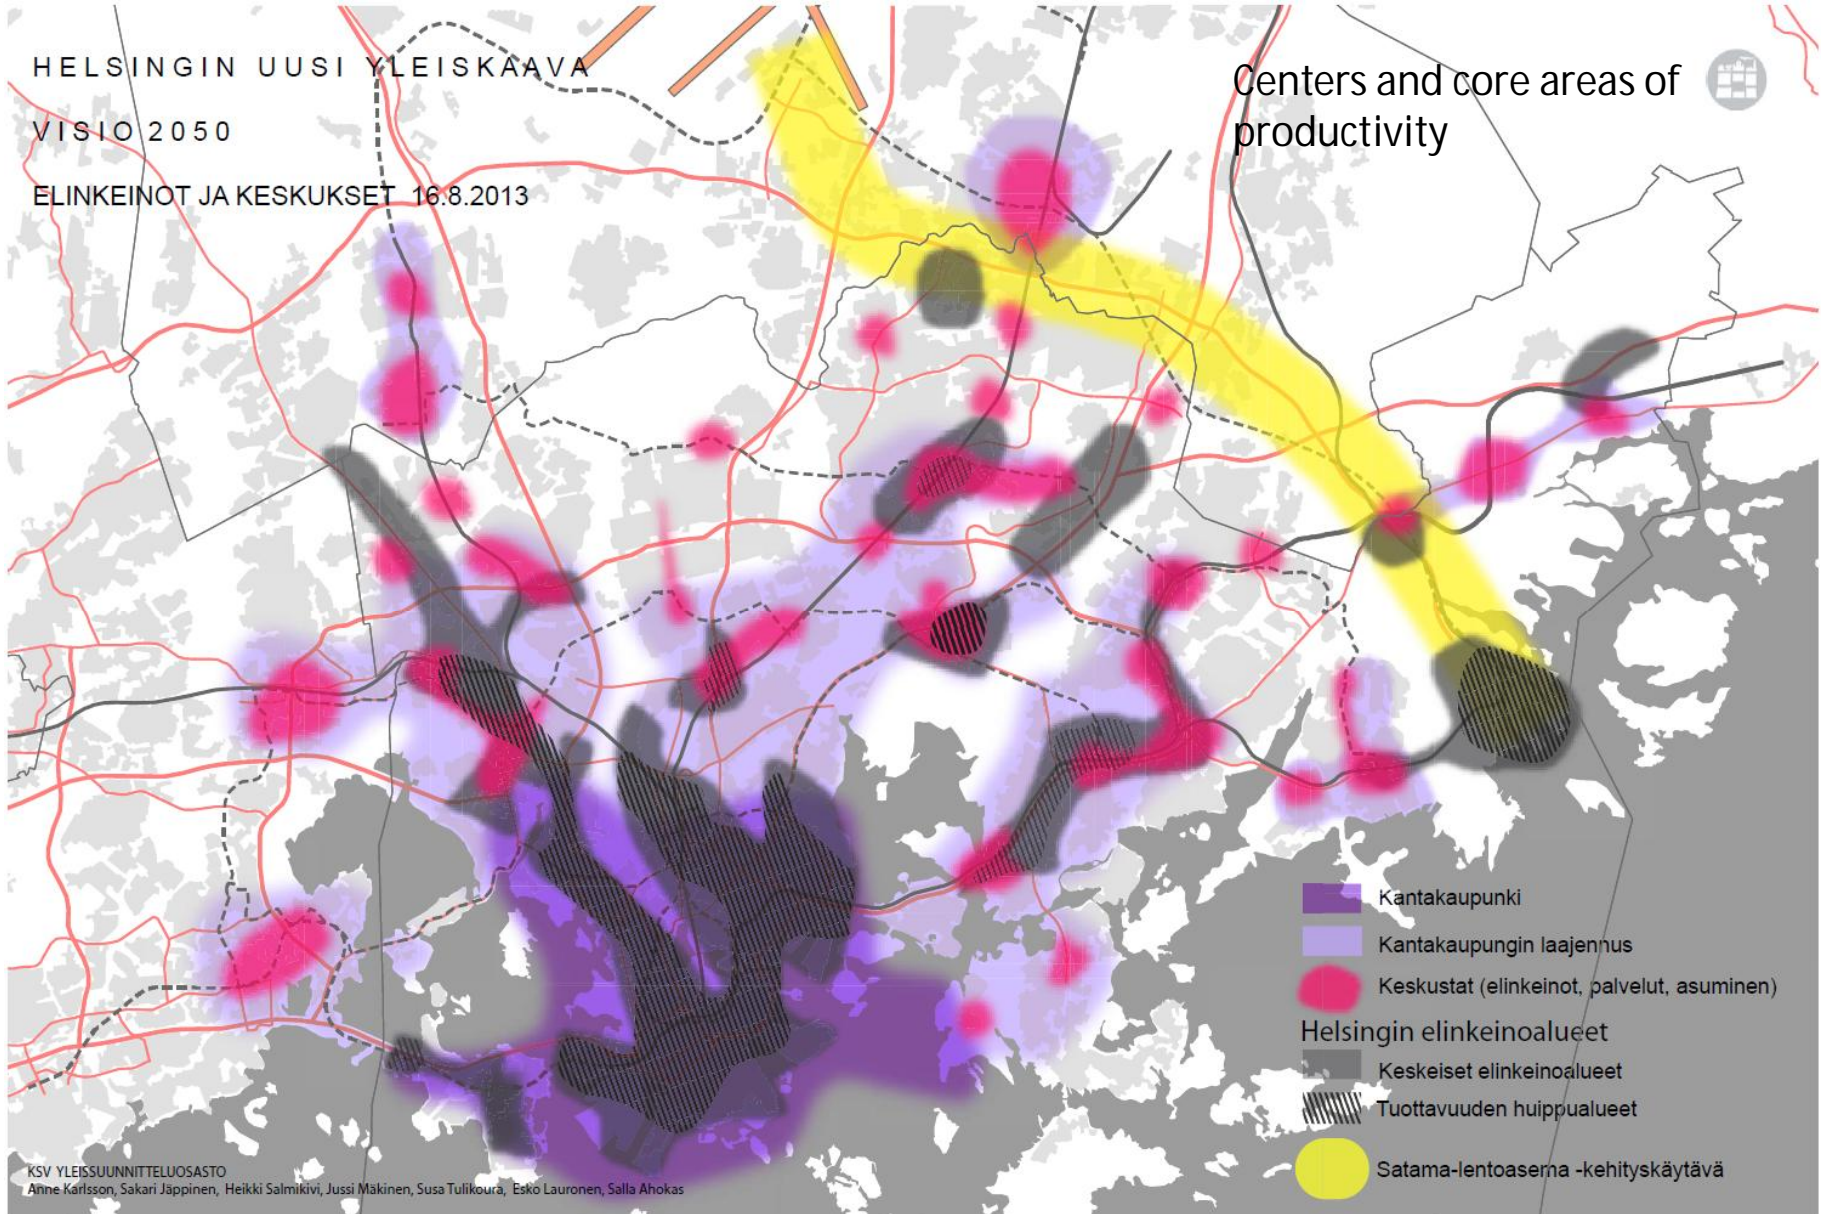 HELSINGIN UUSI YLEISKAAVA
VISIO 2050
ELINKEINOT JA KESKUKSET 16.8.2013
Centers and core areas of
productivity
Kantakaupunki
Kantakaupungin laajennus
Keskustat (elinkeinot, palvelut, asuminen)
Helsingin elinkeinoalueet
Keskeiset elinkeinoalueet
Tuottavuuden huippualueet
Satama-lentoasema -kehityskäytävä
KSV YLEISSUUNNITTELUOSASTO
Anne Karlsson, Sakari Jäppinen, Heikki Salmikivi, Jussi Mäkinen, Susa Tulikoura, Esko Lauronen, Salla Ahokas